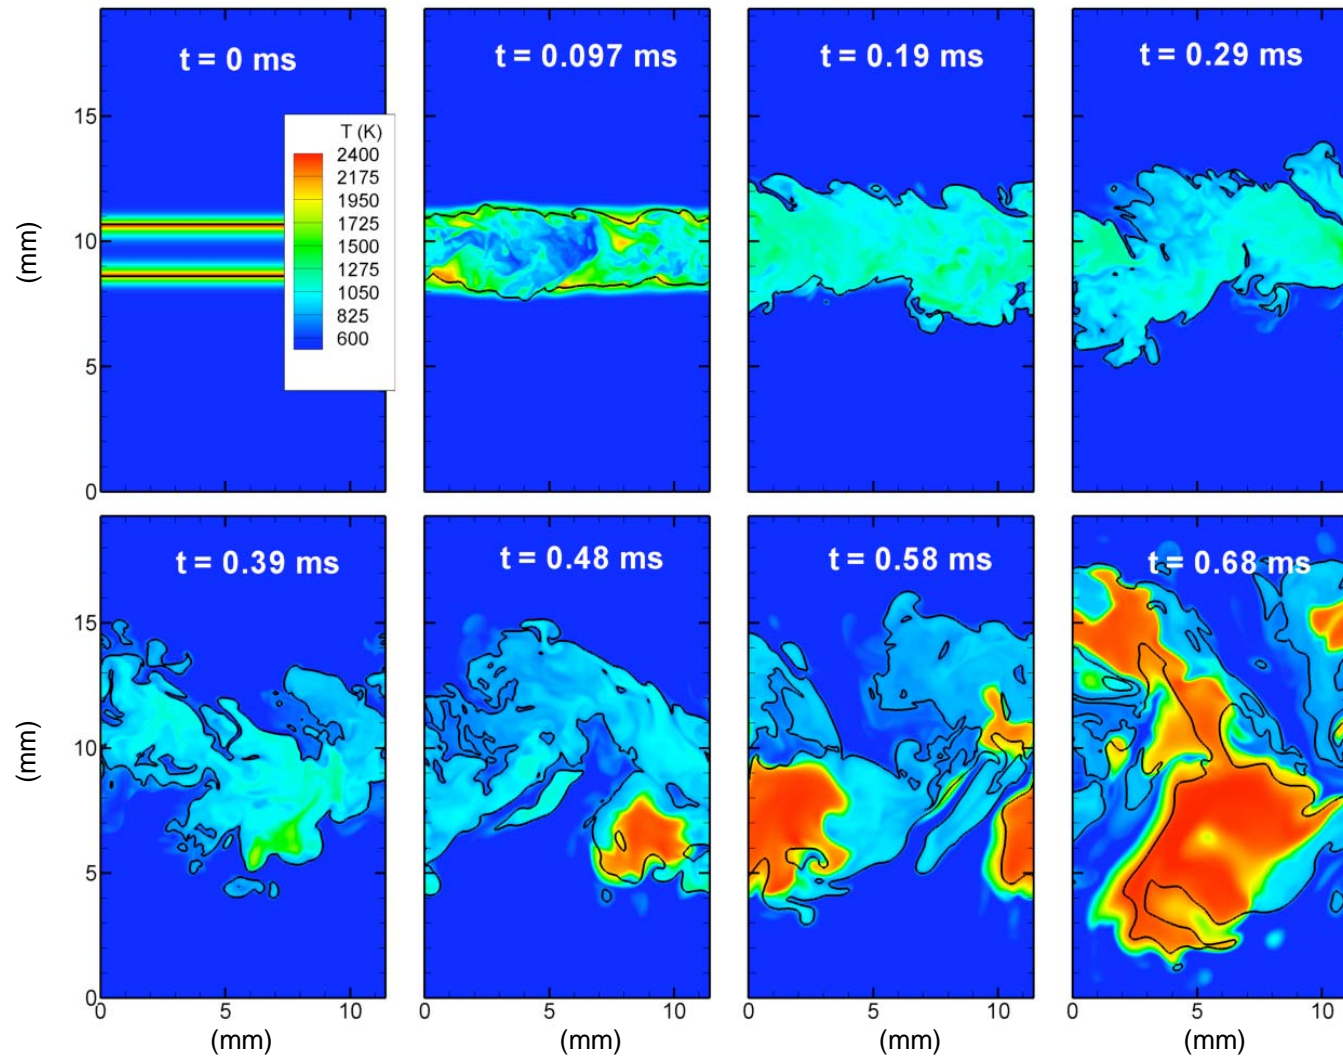 t = 0 ms
t = 0.097 ms
t = 0.19 ms
t = 0.29 ms
T (K)
2400
2175
1950
1725
1500
1275
1050
825
600
15
10
5
0
(mm)
t = 0.39 ms
t = 0.48 ms
t = 0.58 ms
t = 0.68 ms
15
10
5
0
(mm)
0 5 10
0 5 10
0 5 10
0 5 10
(mm)
(mm)
(mm)
(mm)